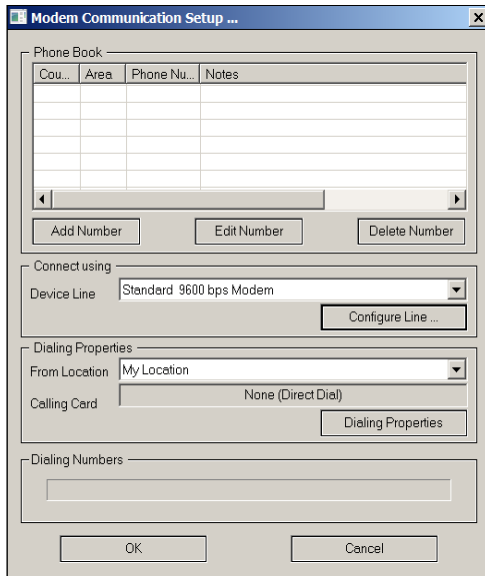 Modem Communication Setup ...
Phone Book
Cou... Area Phone Nu... Notes
Add Number Edit Number Delete Number
Connect using
Device Line Standard 9600 bps Modem
Configure Line ...
Dialing Properties
From Location My Location
Calling Card None (Direct Dial)
Dialing Properties
Dialing Numbers
OK Cancel